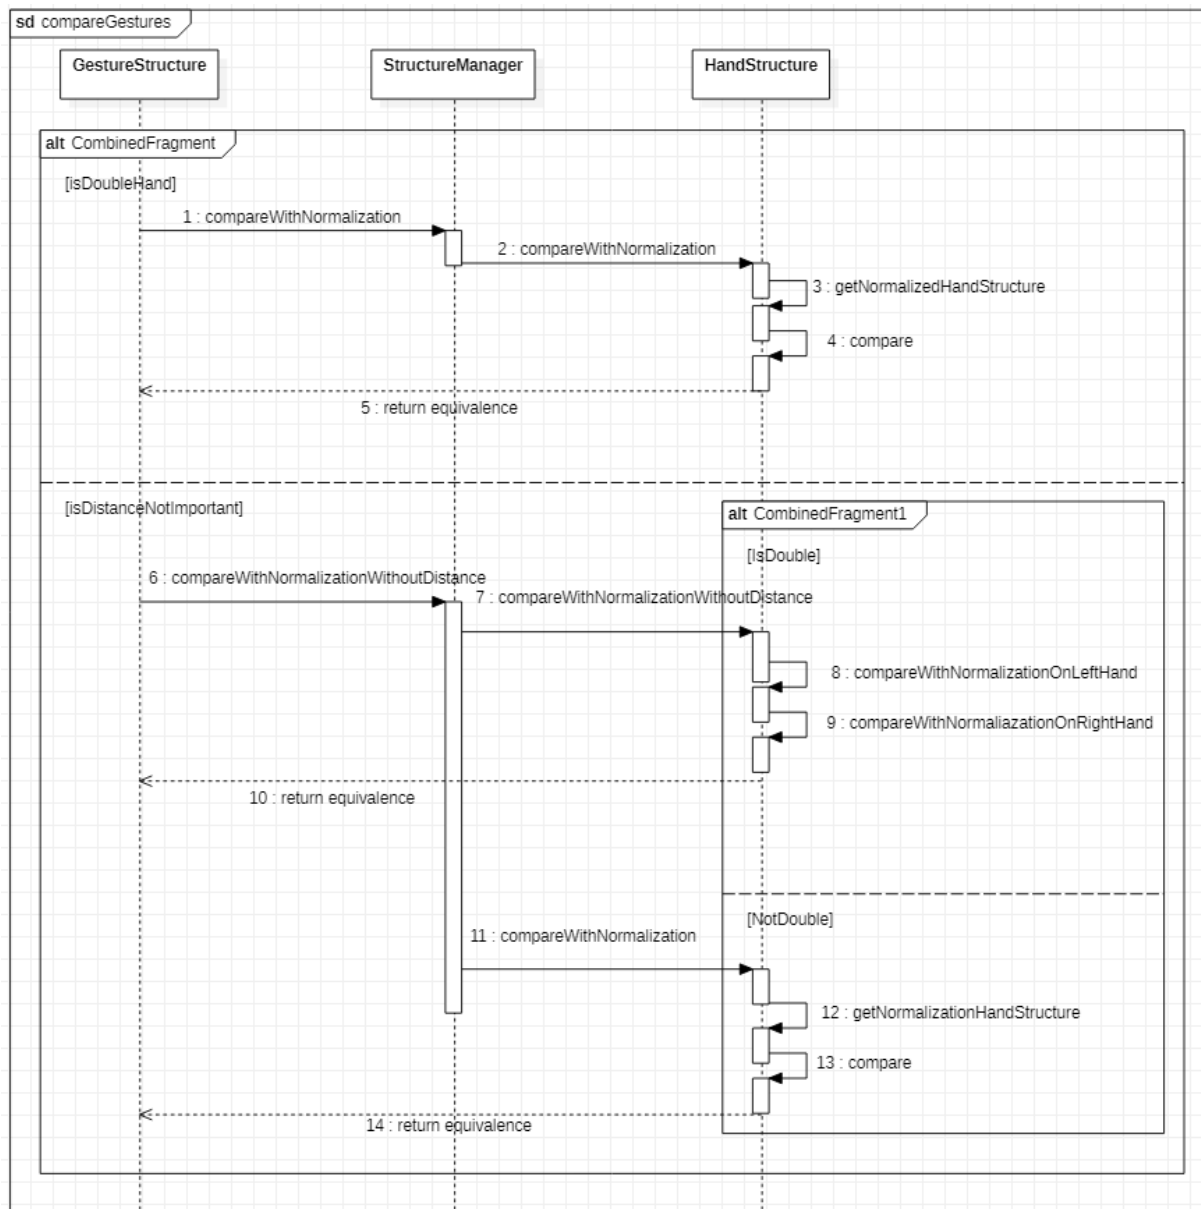 sd compareGestures
GestureStructure
StructureManager
HandStructure
alt CombinedFragment
[isDoubleHand]
1 : compareWithNormalization
2 : compareWithNormalization
3 : getNormalizedHandStructure
4 : compare
5 : return equivalence
[isDistanceNotImportant]
alt CombinedFragment1
[IsDouble]
6 : compareWithNormalizationWithoutDistance
7 : compareWithNormalizationWithoutDistance
8 : compareWithNormalizationOnLeftHand
9 : compareWithNormaliazationOnRightHand
10 : return equivalence
[NotDouble]
11 : compareWithNormalization
12 : getNormalizationHandStructure
13 : compare
14 : return equivalence